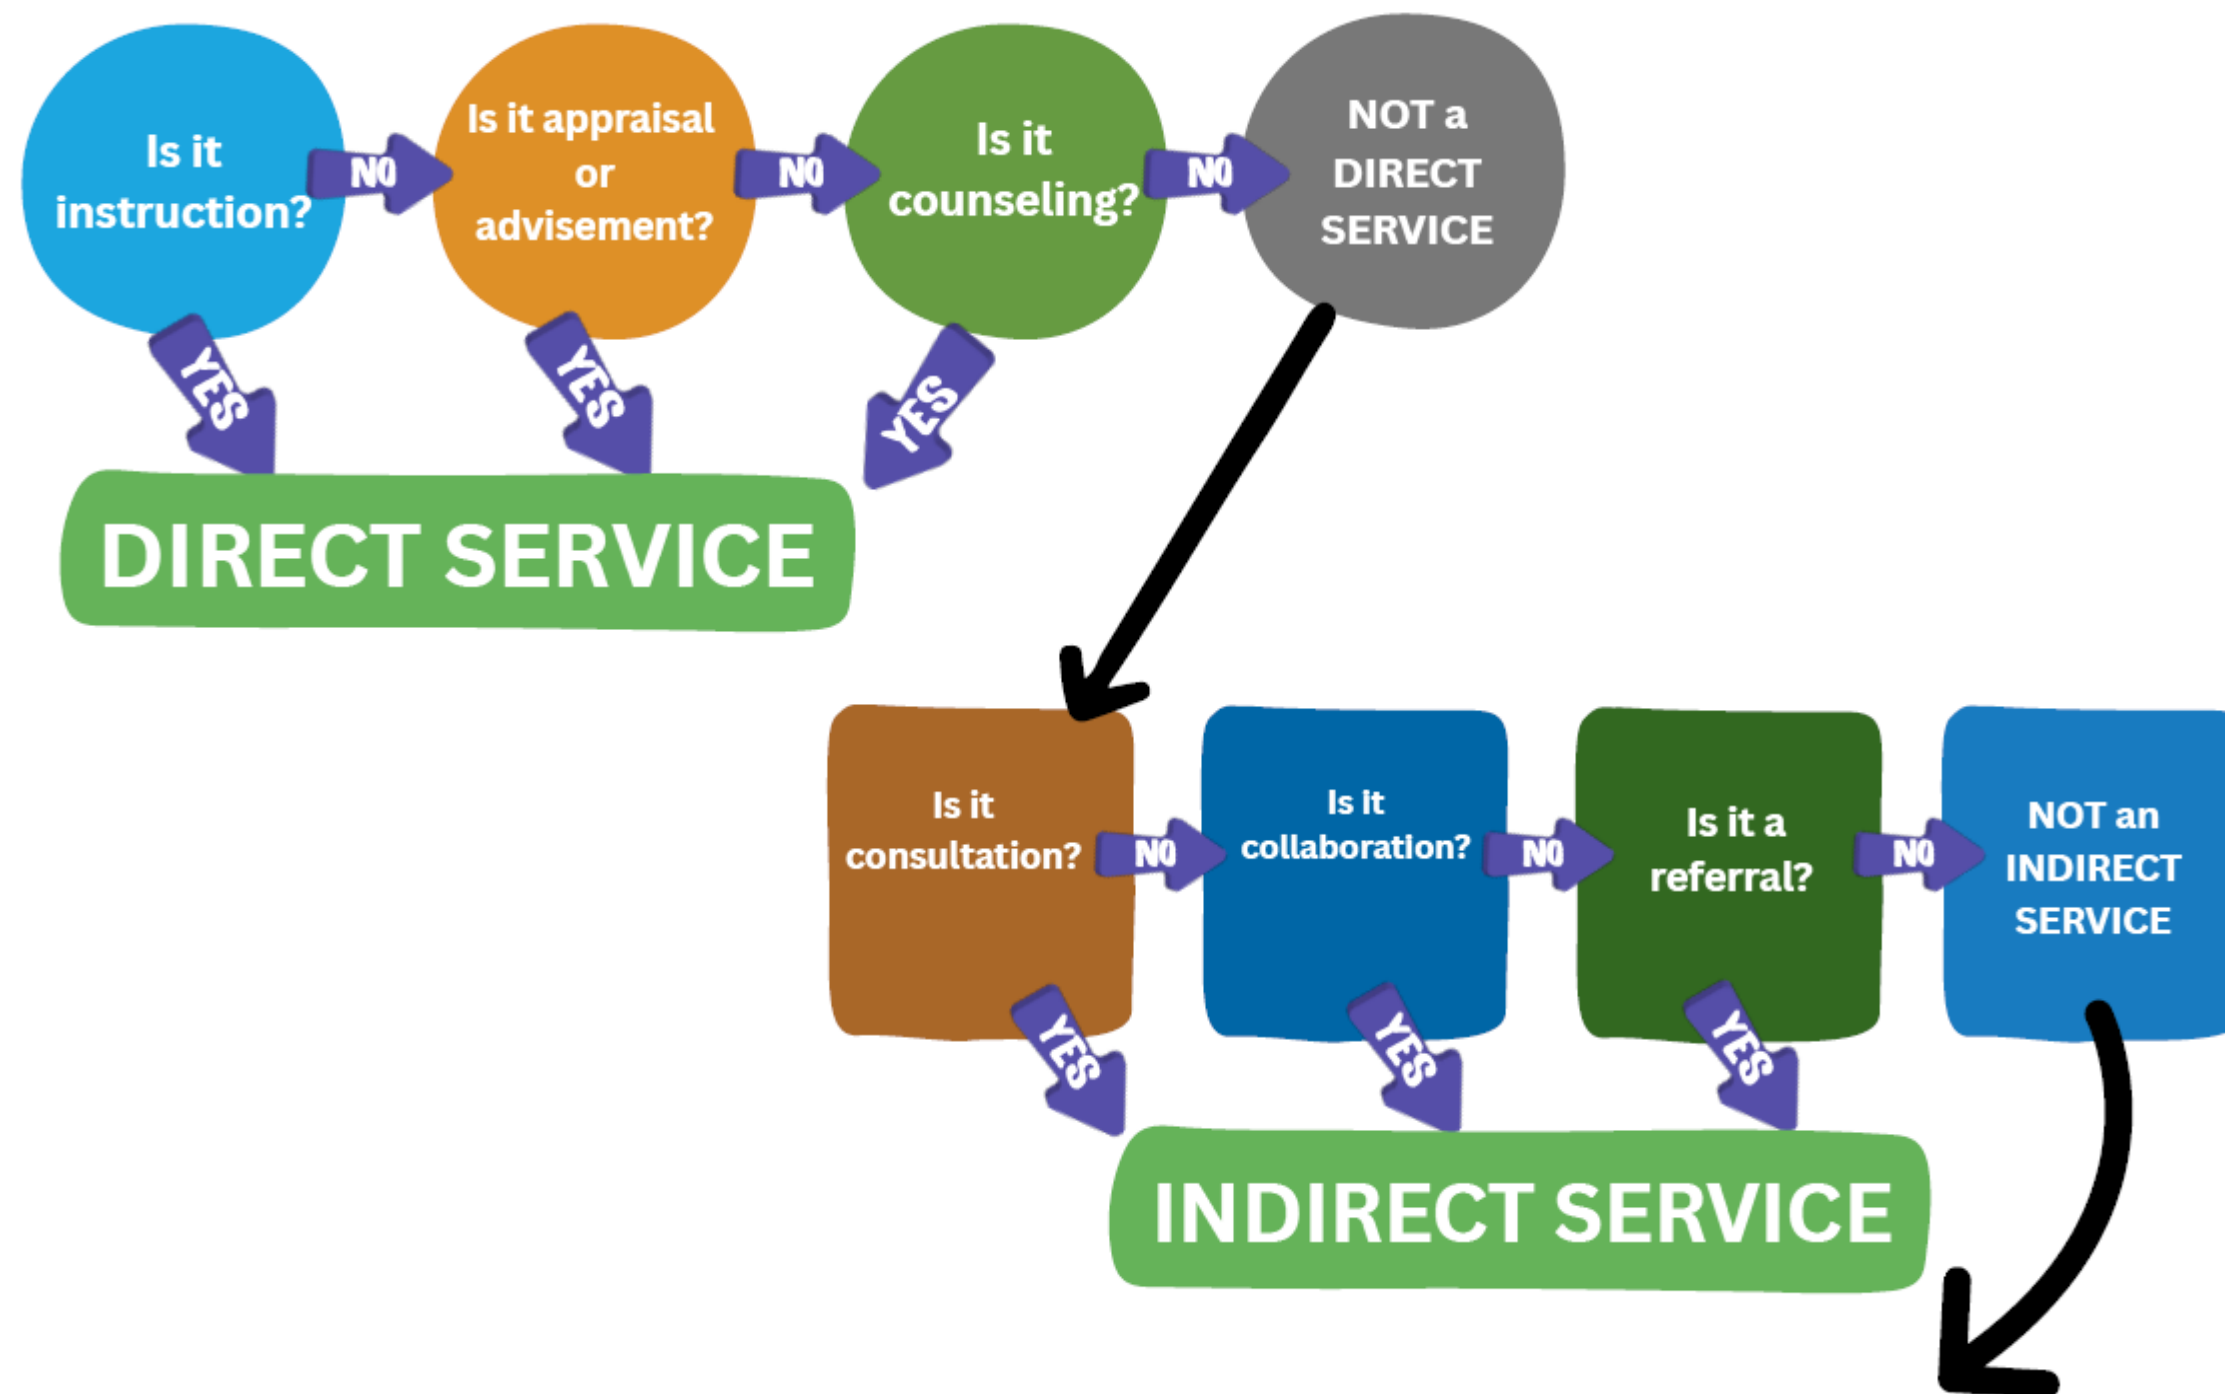 Is it
instruction?
NO
Is it appraisal
or
advisement?
NO
Is it
counseling?
NO
NOT a
DIRECT
SERVICE
YES
YES
YES
DIRECT SERVICE
Is it
consultation?
NO
Is it
collaboration?
NO
Is it a
referral?
NO
NOT an
INDIRECT
SERVICE
YES
YES
YES
INDIRECT SERVICE